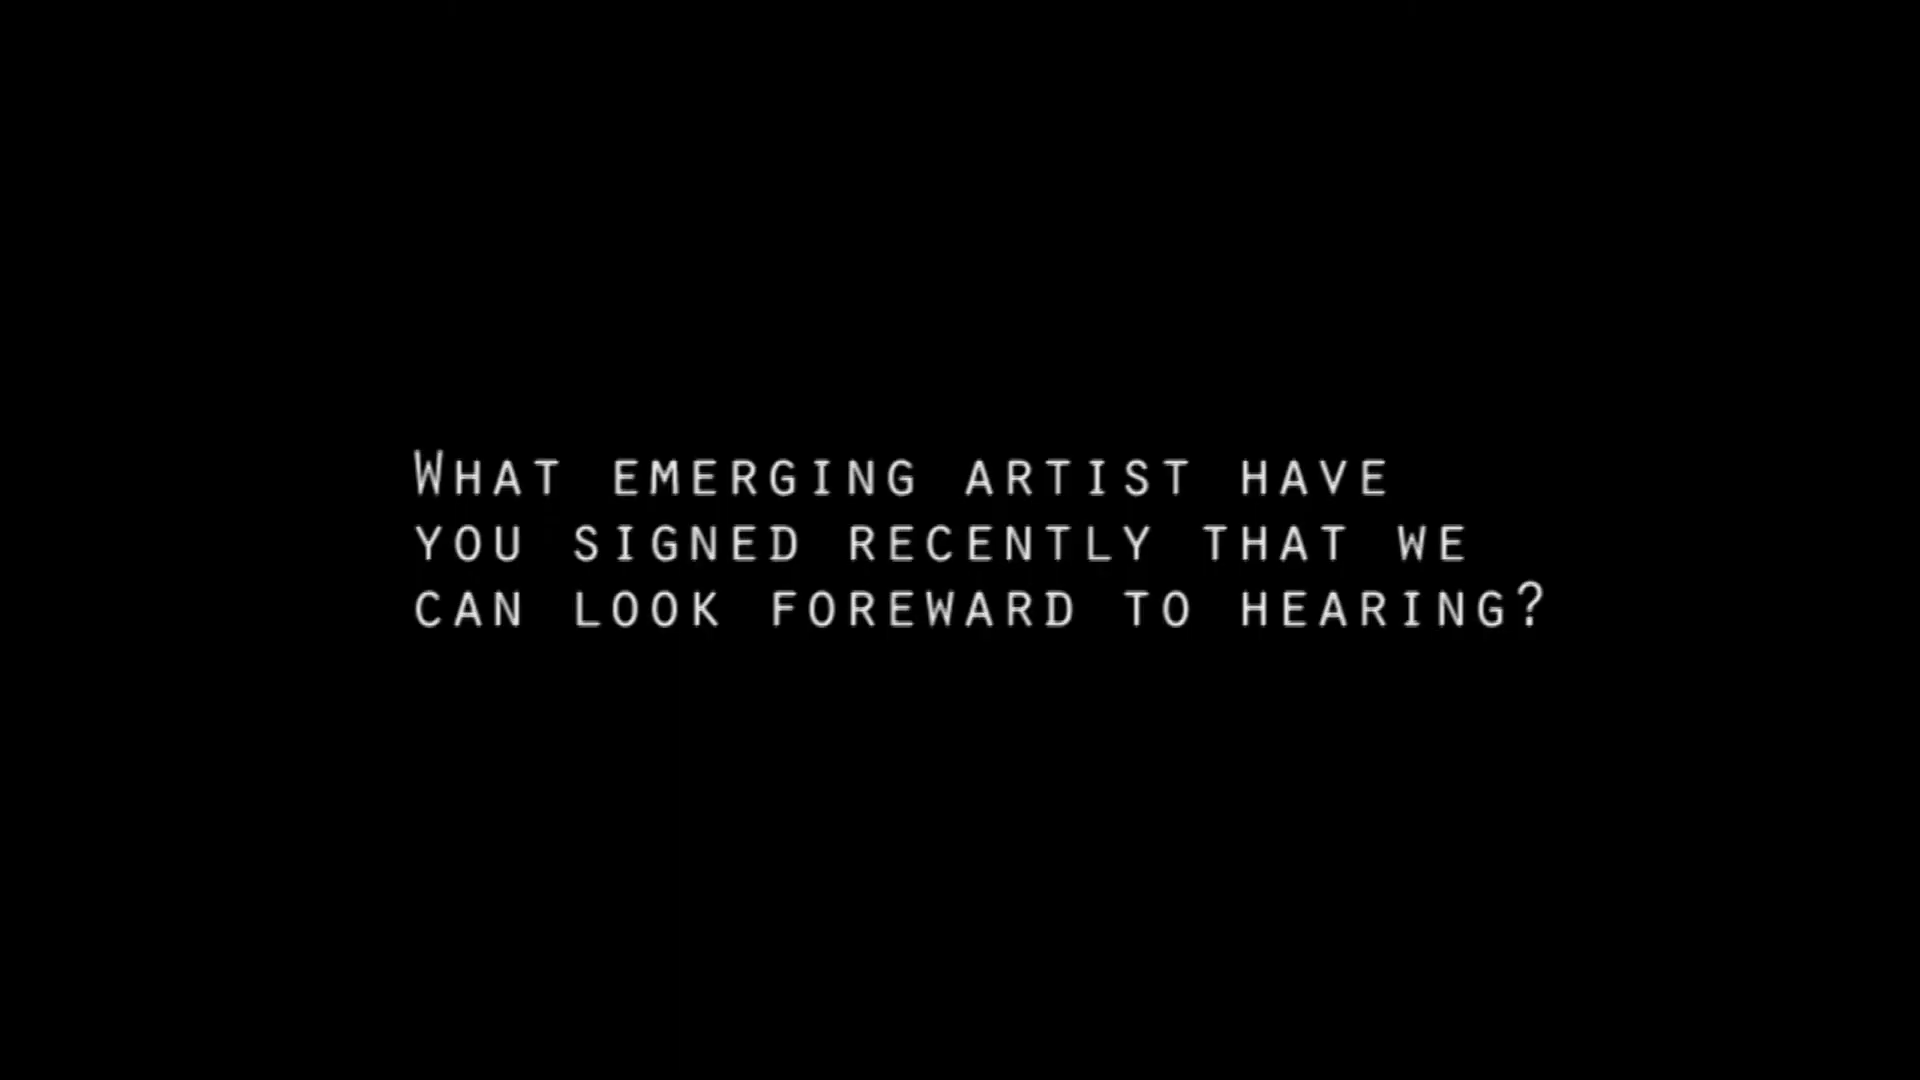 What emerging artist have
you signed recently that we
can look foreward to hearing?